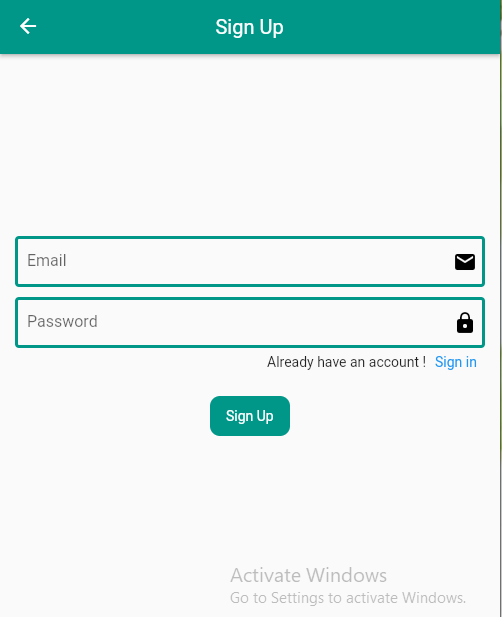 Sign Up
Email
Password
Already have an account ! Sign in
Sign Up
Activate Windows
Go to Settings to activate Windows.